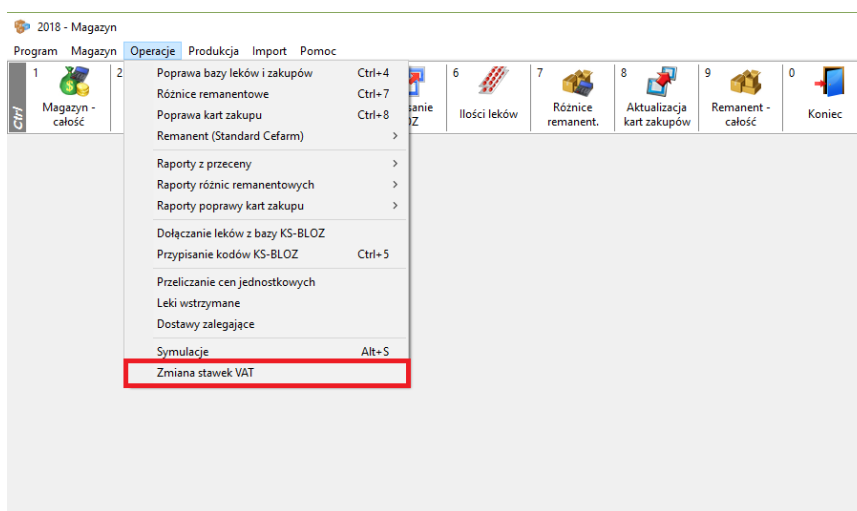 2018 - Magazyn
Program Magazyn Operacje Produkcja Import Pomoc
Ctrl
1 Magazyn -
całość
2
6 Ilości leków
7 Różnice
remanent.
8 Aktualizacja
kart zakupów
9 Remanent -
całość
0 Koniec
Poprawa bazy leków i zakupów Ctrl+4
Różnice remanentowe Ctrl+7
Poprawa kart zakupu Ctrl+8
Remanent (Standard Cefarm) >
Raporty z przeceny >
Raporty różnic remanentowych >
Raporty poprawy kart zakupu >
Dołączanie leków z bazy KS-BLOZ
Przypisanie kodów KS-BLOZ Ctrl+5
Przeliczanie cen jednostkowych
Leki wstrzymane
Dostawy zalegające
Symulacje Alt+S
Zmiana stawek VAT